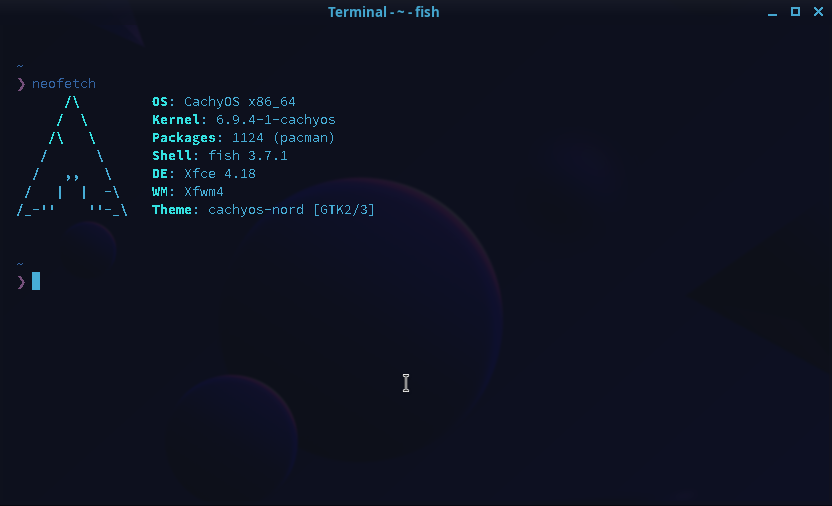 Terminal - ~ - fish
~
❯ neofetch
       /\         OS: CachyOS x86_64
      /  \        Kernel: 6.9.4-1-cachyos
     /\   \       Packages: 1124 (pacman)
    /      \      Shell: fish 3.7.1
   /   ,,   \     DE: Xfce 4.18
  /   |  |  -\    WM: Xfwm4
 /_-''    ''-_\   Theme: cachyos-nord [GTK2/3]
~
❯